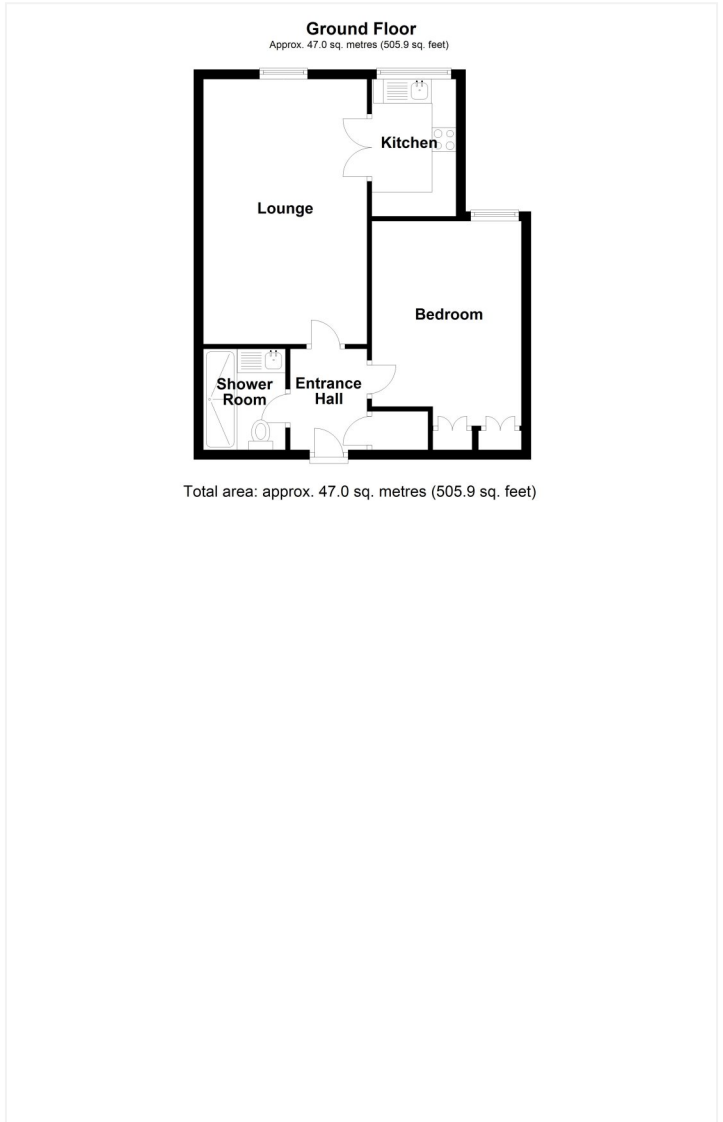 Ground Floor
Approx. 47.0 sq. metres (505.9 sq. feet)
Kitchen
Lounge
Bedroom
Shower
Room
Entrance
Hall
Total area: approx. 47.0 sq. metres (505.9 sq. feet)